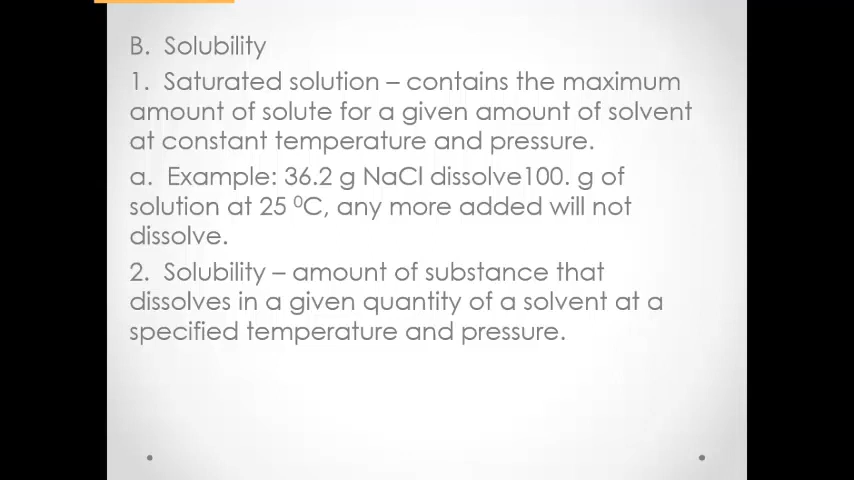 B. Solubility
1. Saturated solution – contains the maximum
amount of solute for a given amount of solvent
at constant temperature and pressure.
a. Example: 36.2 g NaCl dissolve100. g of
solution at 25 ⁰C, any more added will not
dissolve.
2. Solubility – amount of substance that
dissolves in a given quantity of a solvent at a
specified temperature and pressure.